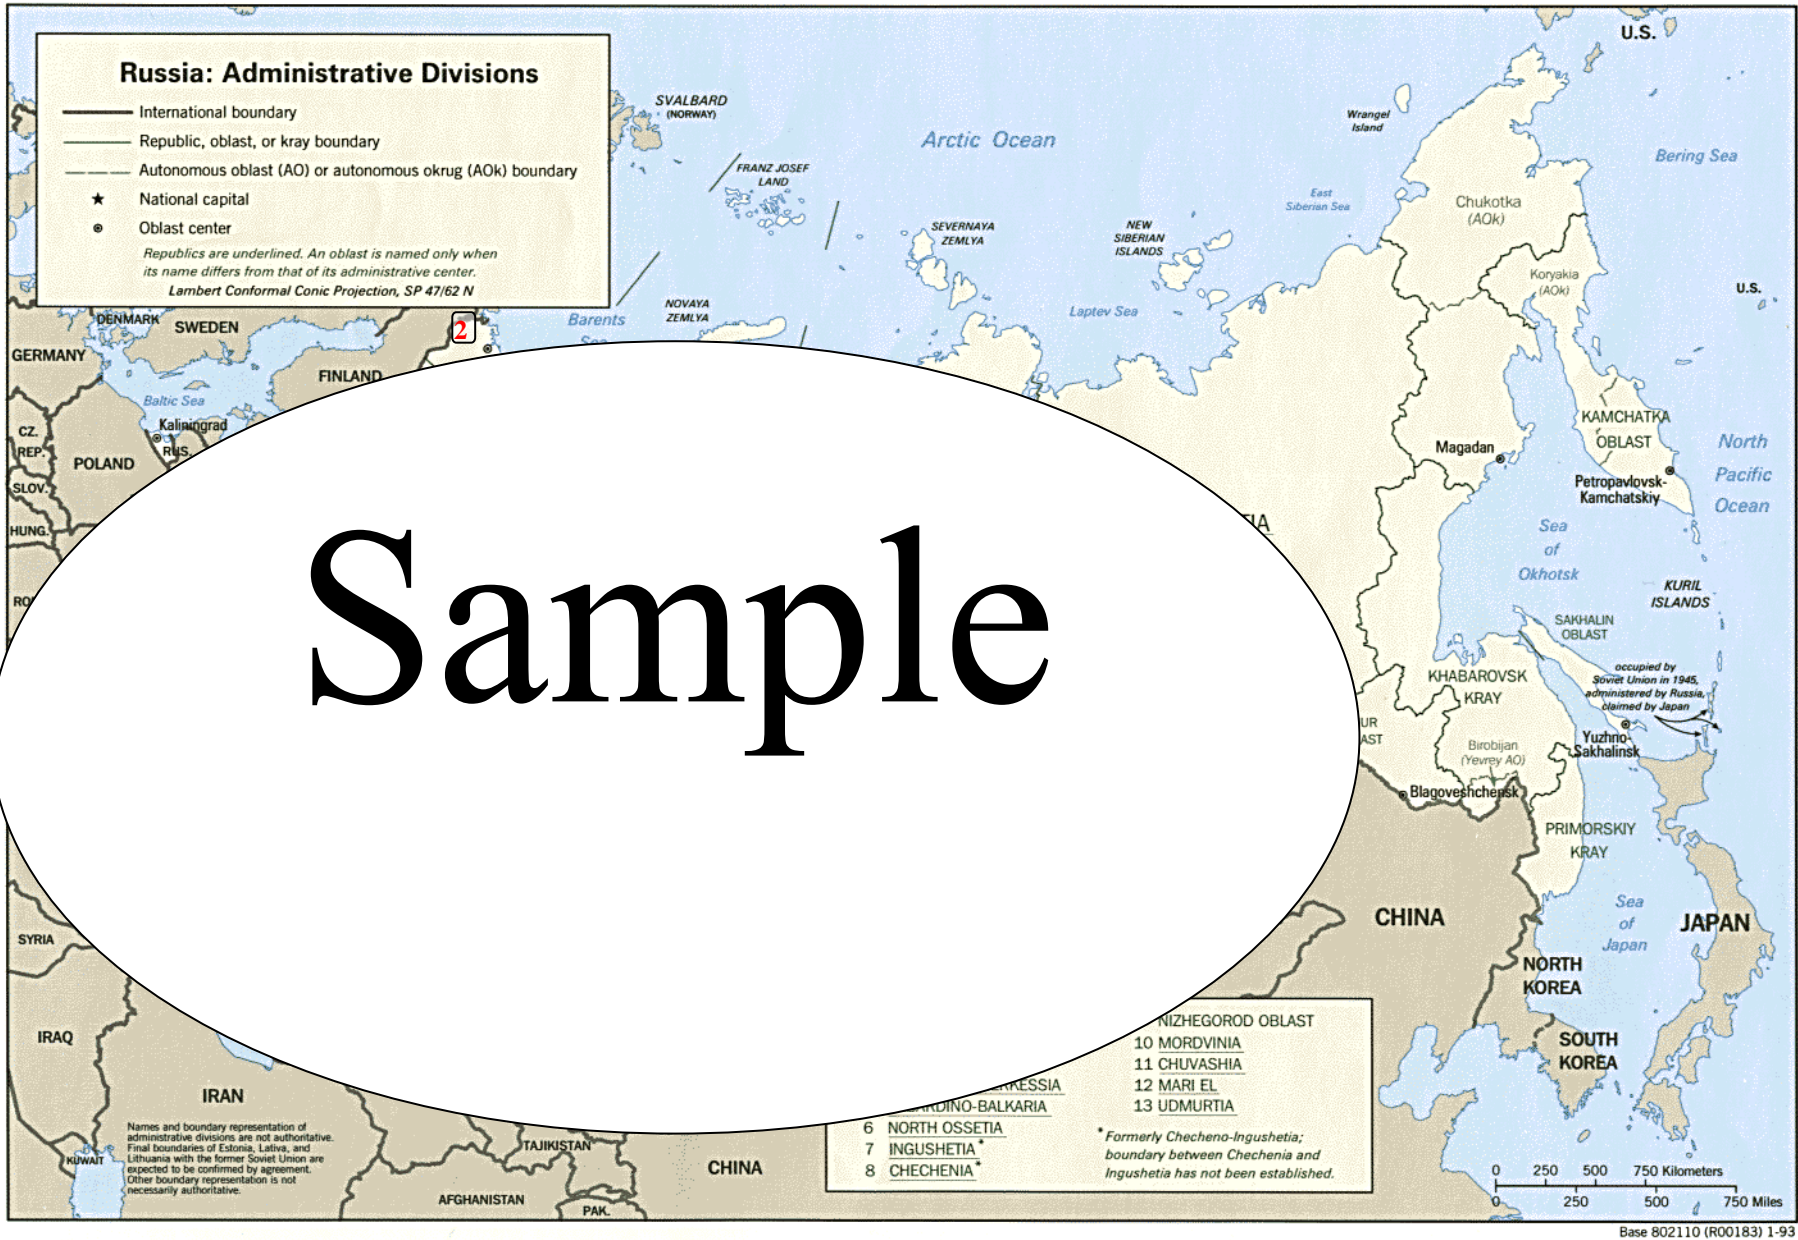 Russia: Administrative Divisions
International boundary
Republic, oblast, or kray boundary
Autonomous oblast (AO) or autonomous okrug (AOk) boundary
National capital
Oblast center
Republics are underlined. An oblast is named only when
its name differs from that of its administrative center.
Lambert Conformal Conic Projection, SP 47/62 N
U.S.
SVALBARD
(NORWAY)
Arctic Ocean
Wrangel
Island
Bering Sea
FRANZ JOSEF
LAND
East
Siberian Sea
Chukotka
(AOk)
SEVERNAYA
ZEMLYA
NEW
SIBERIAN
ISLANDS
Koryakia
(AOk)
U.S.
NOVAYA
ZEMLYA
Laptev Sea
Barents
2
DENMARK
SWEDEN
GERMANY
FINLAND
Baltic Sea
Kaliningrad
RUS.
CZ.
REP.
POLAND
SLOV.
HUNG.
KAMCHATKA
OBLAST
Magadan
Petropavlovsk-
Kamchatskiy
North
Pacific
Ocean
TIA
Sea
of
Okhotsk
Sample
RO
KURIL
ISLANDS
SAKHALIN
OBLAST
occupied by
Soviet Union in 1945,
administered by Russia,
claimed by Japan
KHABAROVSK
KRAY
UR
AST
Yuzhno-
Sakhalinsk
Birobijan
(Yevrey AO)
Blagoveshchensk
PRIMORSKIY
KRAY
CHINA
Sea
of
Japan
JAPAN
NORTH
KOREA
SOUTH
KOREA
SYRIA
IRAQ
IRAN
KUWAIT
Names and boundary representation of
administrative divisions are not authoritative.
Final boundaries of Estonia, Lativa, and
Lithuania with the former Soviet Union are
expected to be confirmed by agreement.
Other boundary representation is not
necessarily authoritative.
TAJIKISTAN
AFGHANISTAN
PAK.
CHINA
ERKESSIA
ARDINO-BALKARIA
6 NORTH OSSETIA
7 INGUSHETIA*
8 CHECHENIA*
NIZHEGOROD OBLAST
10 MORDVINIA
11 CHUVASHIA
12 MARI EL
13 UDMURTIA
*Formerly Checheno-Ingushetia;
boundary between Chechenia and
Ingushetia has not been established.
0 250 500 750 Kilometers
0 250 500 750 Miles
Base 802110 (R00183) 1-93